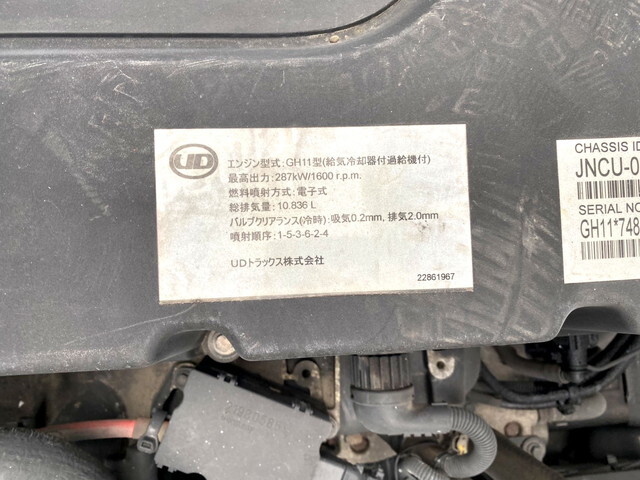 UD
エンジン型式:GH11型(給気冷却器付過給機付)
最高出力:287kW/1600 r.p.m.
燃料噴射方式:電子式
総排気量:10.836 L
バルブクリアランス(冷時):吸気0.2mm, 排気2.0mm
噴射順序:1-5-3-6-2-4
UDトラックス株式会社
22861967
CHASSIS ID
JNCU-0
SERIAL NO
GH11*748